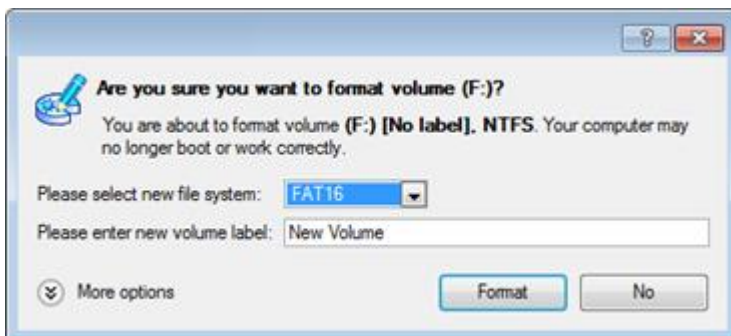 Are you sure you want to format volume (F:)?
You are about to format volume (F:) [No label], NTFS. Your computer may
no longer boot or work correctly.
Please select new file system: FAT16
Please enter new volume label: New Volume
More options Format No